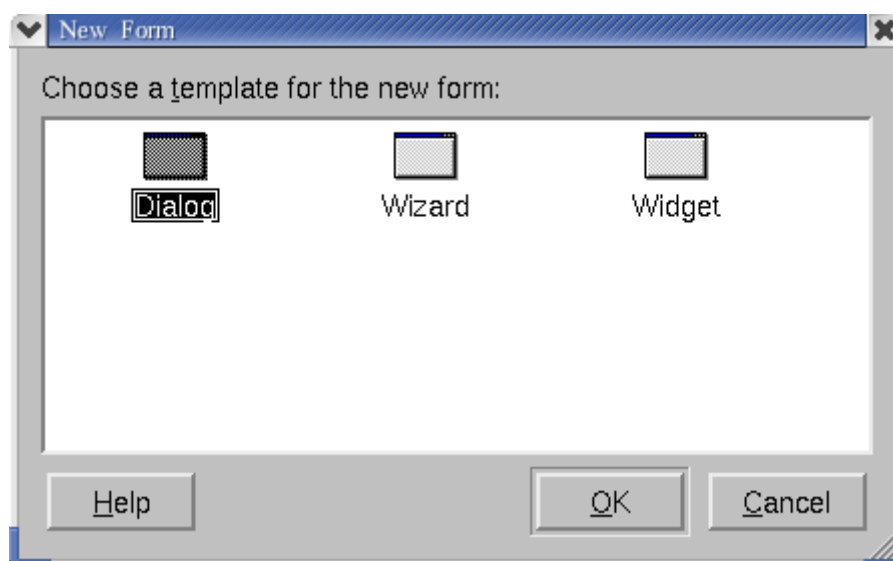 New Form
Choose a template for the new form:
Dialog Wizard Widget
Help OK Cancel